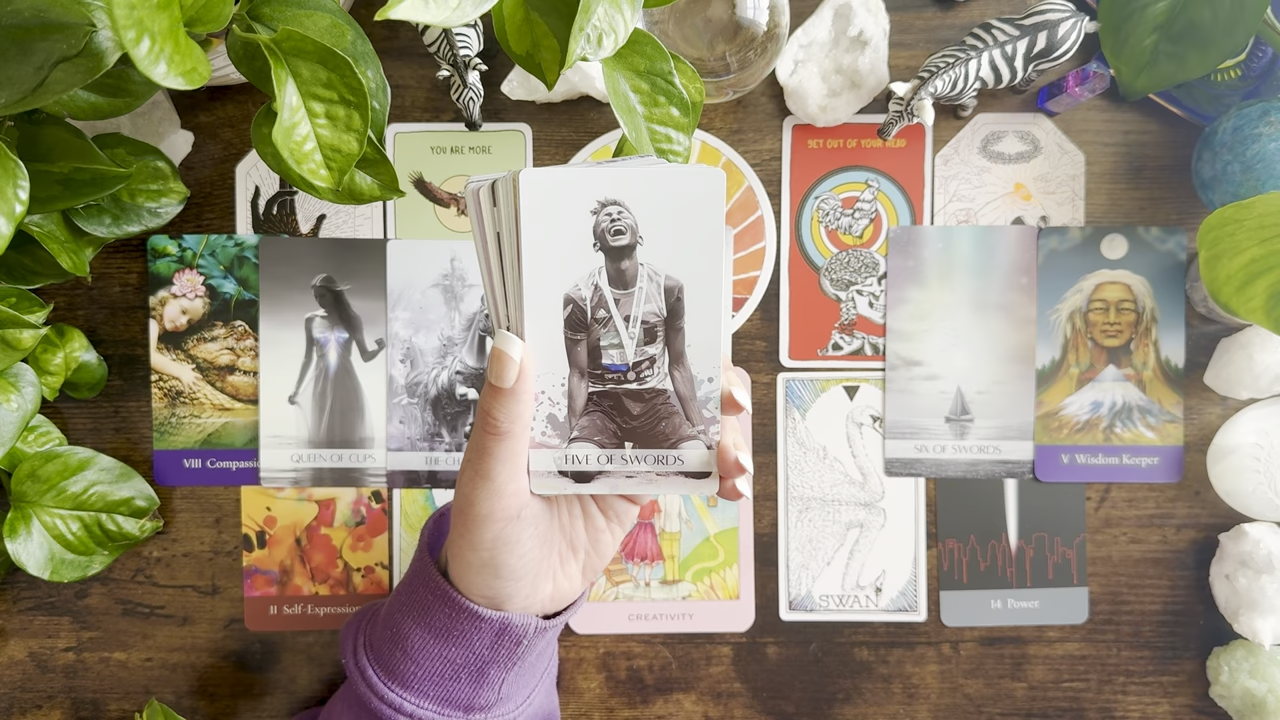 YOU ARE MORE
GET OUT OF YOUR HEAD
VIII Compassio
QUEEN OF CUPS
THE CH
FIVE OF SWORDS
SIX OF SWORDS
V Wisdom Keeper
II Self-Expression
CREATIVITY
SWAN
14 Power